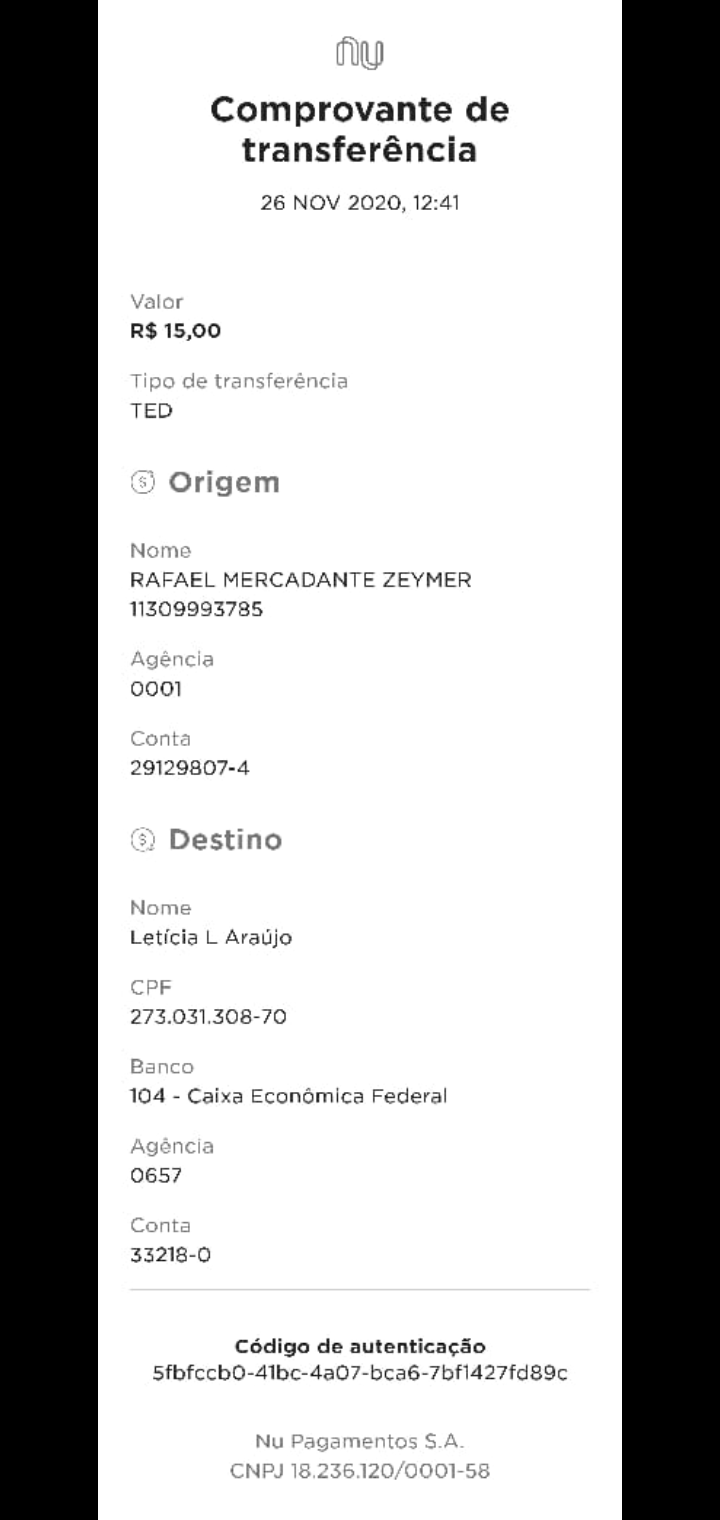 nu
Comprovante de
transferência
26 NOV 2020, 12:41
Valor
R$ 15,00
Tipo de transferência
TED
Origem
Nome
RAFAEL MERCADANTE ZEYMER
11309993785
Agência
0001
Conta
29129807-4
Destino
Nome
Letícia L Araújo
CPF
273.031.308-70
Banco
104 - Caixa Econômica Federal
Agência
0657
Conta
33218-0
Código de autenticação
5fbfccb0-41bc-4a07-bca6-7bf1427fd89c
Nu Pagamentos S.A.
CNPJ 18.236.120/0001-58